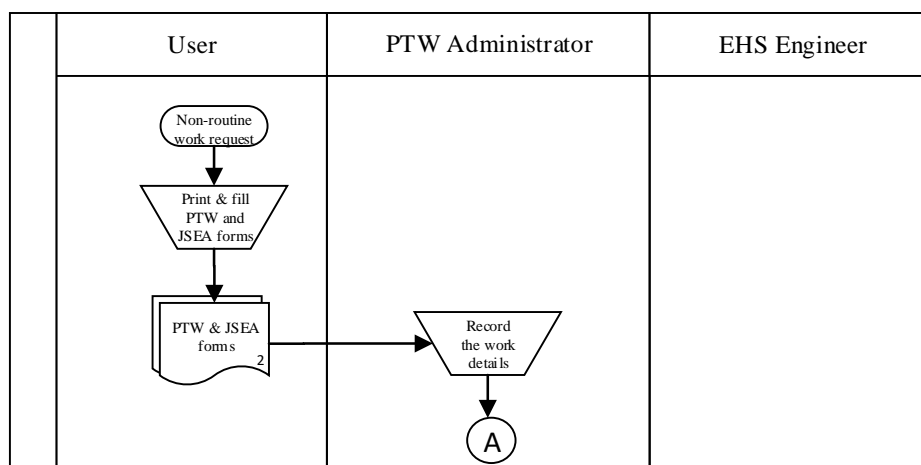 User
PTW Administrator
EHS Engineer
Non-routine
work request
Print & fill
PTW and
JSEA forms
PTW & JSEA
forms
2
Record
the work
details
A